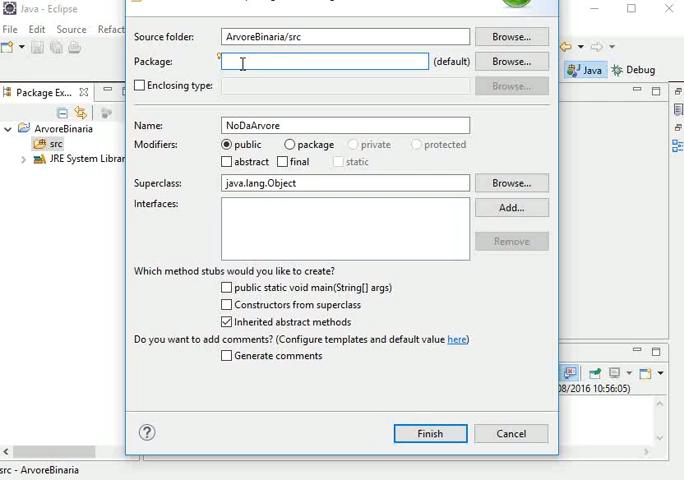 Java - Eclipse
File Edit Source Refact
Source folder: ArvoreBinaria/src Browse...
Package: (default) Browse...
Enclosing type: Browse...
Java Debug
Package Ex...
ArvoreBinaria
src
JRE System Librar
Name: NoDaArvore
Modifiers: public package private protected
abstract final static
Superclass: java.lang.Object Browse...
Interfaces: Add...
Remove
Which method stubs would you like to create?
public static void main(String[] args)
Constructors from superclass
Inherited abstract methods
Do you want to add comments? (Configure templates and default value here)
Generate comments
08/2016 10:56:05)
? Finish Cancel
src - ArvoreBinaria